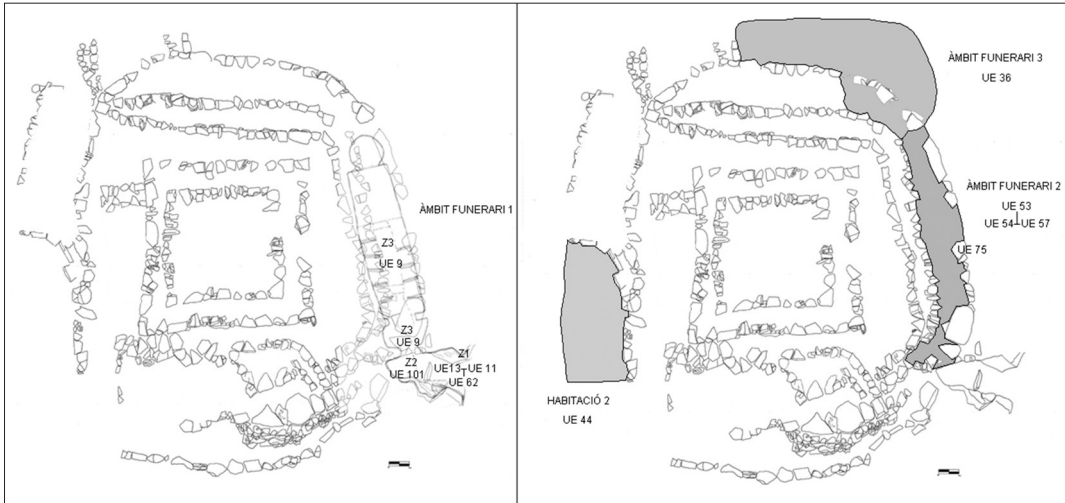 ÀMBIT FUNERARI 1
Z3
UE 9
Z3
UE 9
Z1
Z2
UE13
UE 11
UE 101
UE 62
ÀMBIT FUNERARI 3
UE 36
ÀMBIT FUNERARI 2
UE 53
UE 54
UE 57
UE 75
HABITACIÓ 2
UE 44